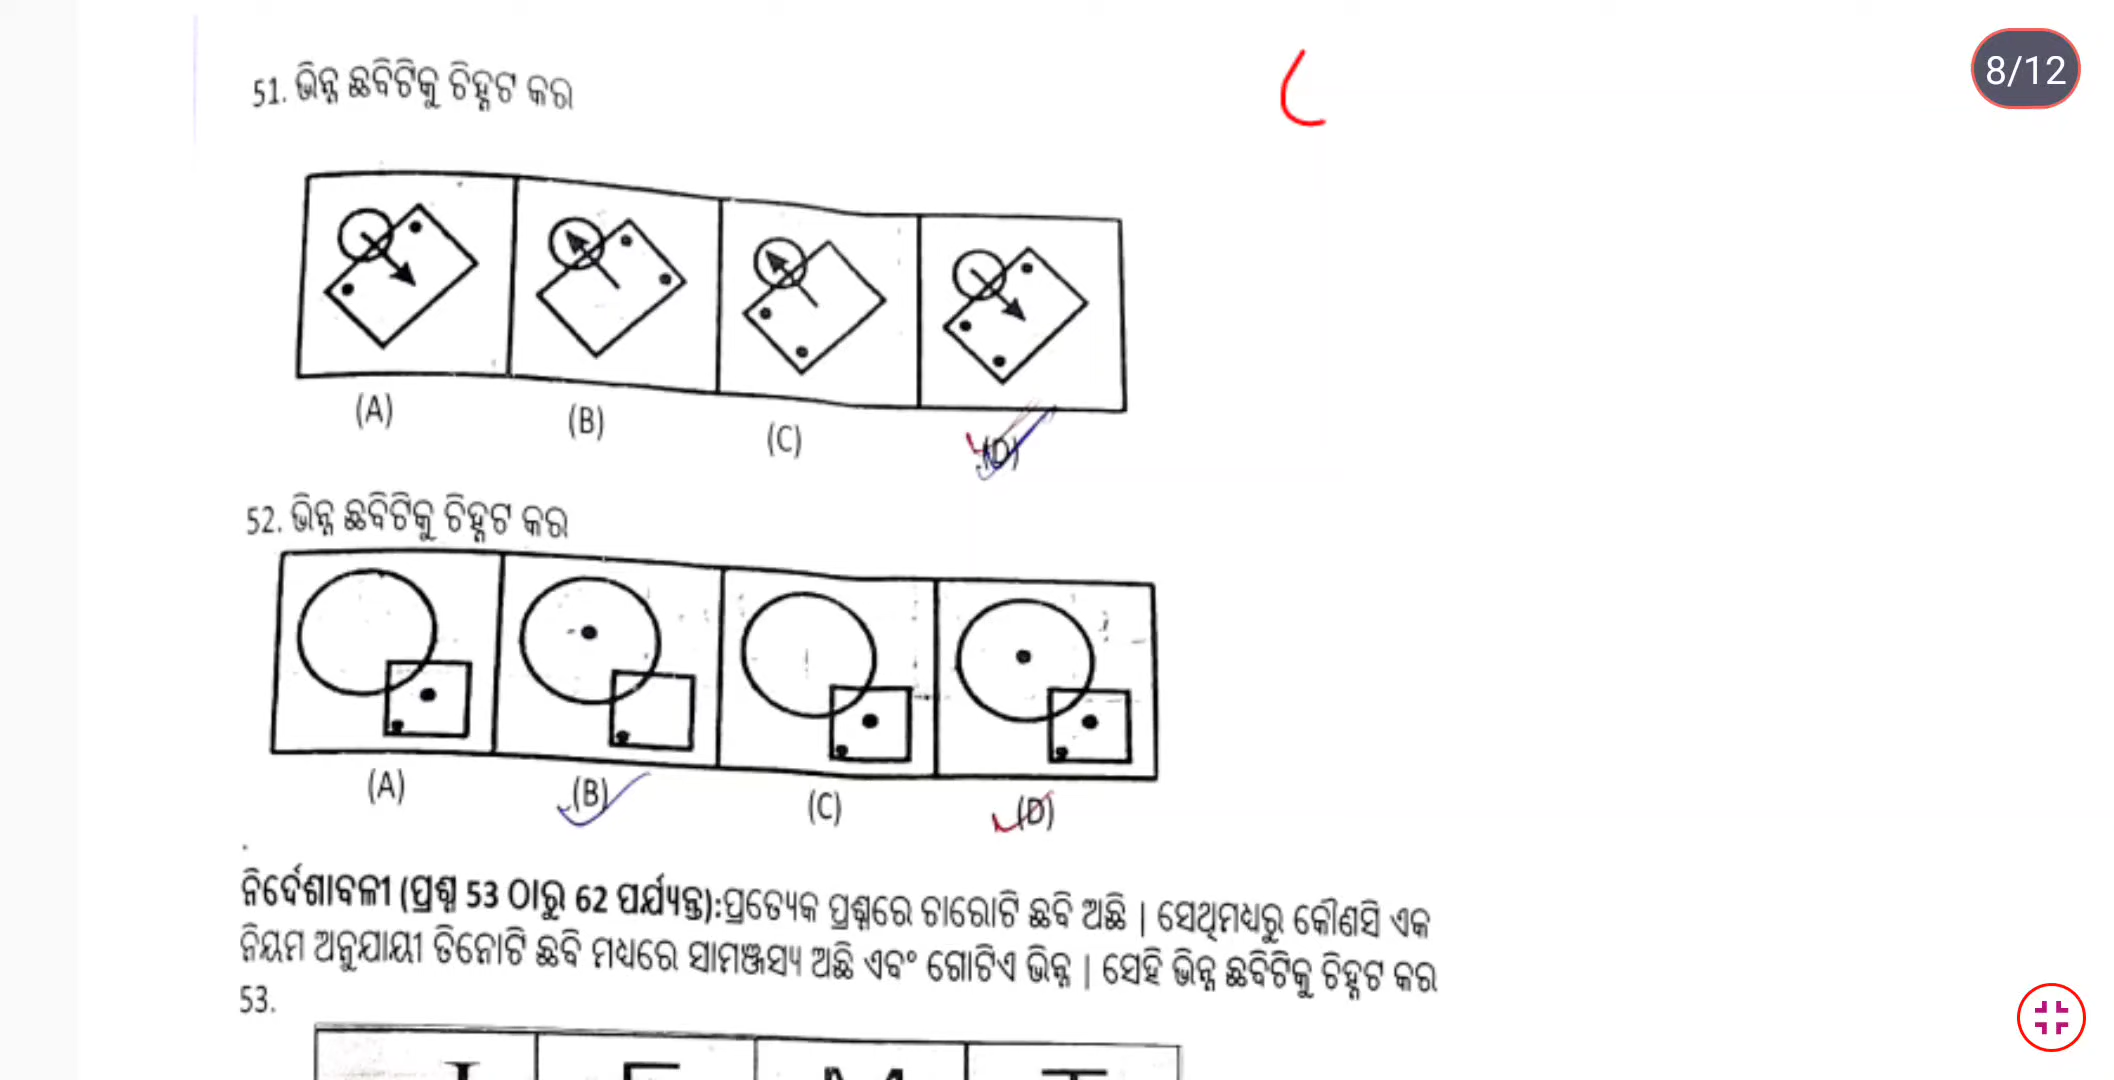 8/12
51. ଭିନ୍ନ ଛବିଟିକୁ ଚିହ୍ନଟ କର
(A) (B) (C) (D)
52. ଭିନ୍ନ ଛବିଟିକୁ ଚିହ୍ନଟ କର
(A) (B) (C) (D)
ନିର୍ଦେଶାବଳୀ (ପ୍ରଶ୍ନ 53 ଠାରୁ 62 ପର୍ଯ୍ୟନ୍ତ):ପ୍ରତ୍ୟେକ ପ୍ରଶ୍ନରେ ଚାରୋଟି ଛବି ଅଛି | ସେଥିମଧ୍ୟରୁ କୌଣସି ଏକ
ନିୟମ ଅନୁଯାୟୀ ତିନୋଟି ଛବି ମଧ୍ୟରେ ସାମଞ୍ଜସ୍ୟ ଅଛି ଏବଂ ଗୋଟିଏ ଭିନ୍ନ | ସେହି ଭିନ୍ନ ଛବିଟିକୁ ଚିହ୍ନଟ କର
53.